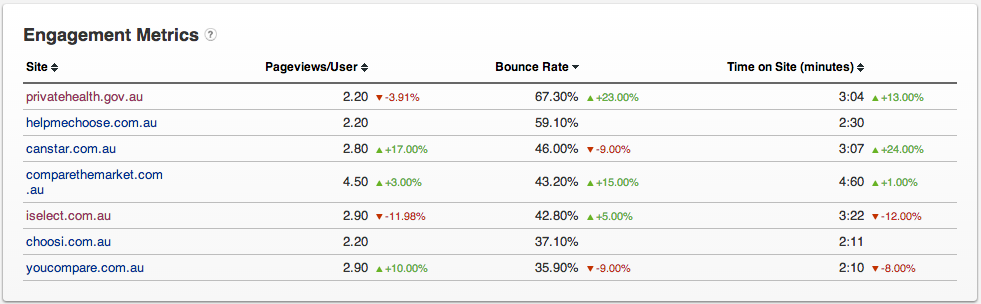 Engagement Metrics ?
Site Pageviews/User Bounce Rate Time on Site (minutes)
privatehealth.gov.au 2.20 -3.91% 67.30% +23.00% 3:04 +13.00%
helpmechoose.com.au 2.20 59.10% 2:30
canstar.com.au 2.80 +17.00% 46.00% -9.00% 3:07 +24.00%
comparethemarket.com
.au 4.50 +3.00% 43.20% +15.00% 4:60 +1.00%
iselect.com.au 2.90 -11.98% 42.80% +5.00% 3:22 -12.00%
choosi.com.au 2.20 37.10% 2:11
youcompare.com.au 2.90 +10.00% 35.90% -9.00% 2:10 -8.00%